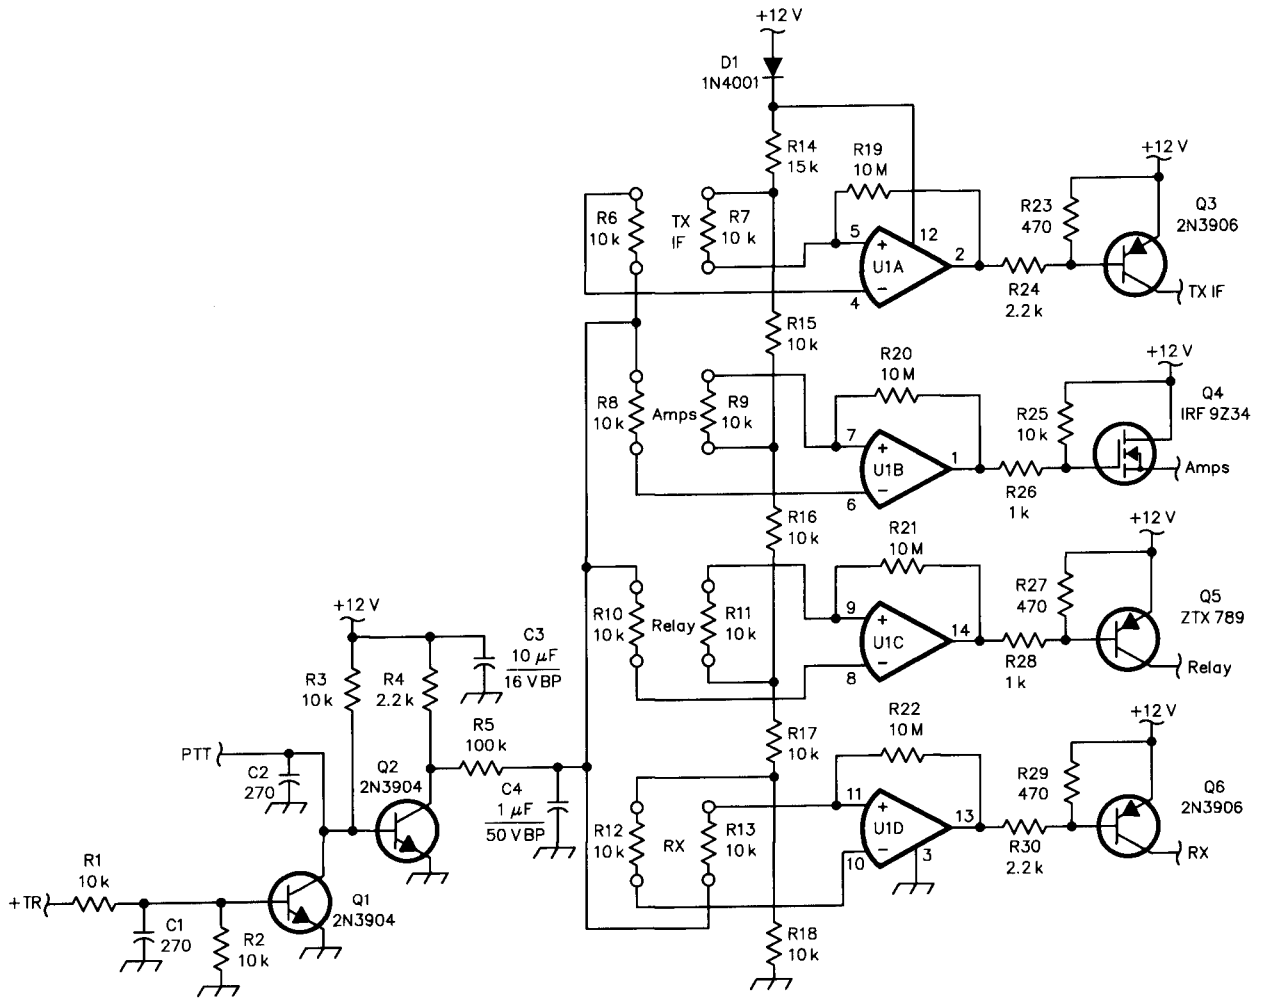 +12 V
D1
1N4001
R14
15 k
R19
10 M
+12 V
R6
10 k
TX
IF
R7
10 k
5
+
12
U1A
2
−
4
R23
470
Q3
2N3906
R24
2.2 k
TX IF
R15
10 k
R20
10 M
+12 V
R8
10 k
Amps
R9
10 k
7
+
U1B
1
−
6
R25
10 k
Q4
IRF 9Z34
R26
1 k
Amps
R16
10 k
R21
10 M
+12 V
R10
10 k
Relay
R11
10 k
9
+
U1C
14
−
8
R27
470
Q5
ZTX 789
R28
1 k
Relay
+12 V
C3
10 µF
16 V BP
R3
10 k
R4
2.2 k
R5
100 k
PTT
C2
270
Q2
2N3904
C4
1 µF
50 V BP
R17
10 k
R22
10 M
+12 V
R12
10 k
RX
R13
10 k
11
+
U1D
13
−
10
3
R29
470
Q6
2N3906
R30
2.2 k
RX
R1
10 k
+TR
C1
270
R2
10 k
Q1
2N3904
R18
10 k